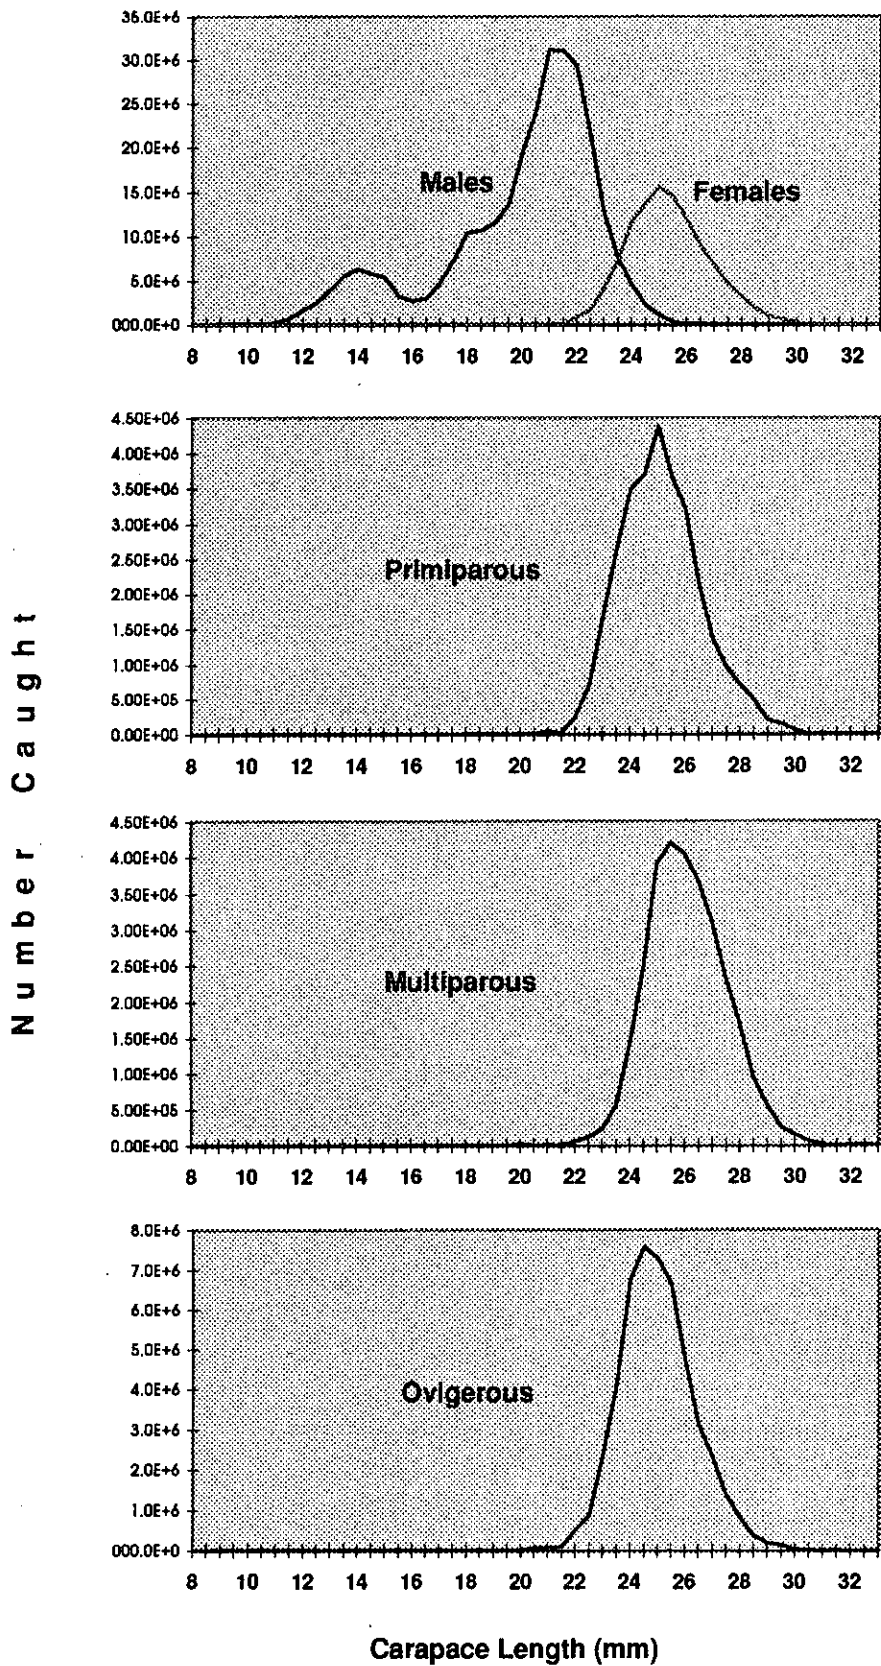 35.0E+6
30.0E+6
25.0E+6
20.0E+6
15.0E+6
10.0E+6
5.0E+6
000.0E+0
Males
Females
8 10 12 14 16 18 20 22 24 26 28 30 32
4.50E+06
4.00E+06
3.50E+06
3.00E+06
2.50E+06
2.00E+06
1.50E+06
1.00E+06
5.00E+05
0.00E+00
Primiparous
8 10 12 14 16 18 20 22 24 26 28 30 32
4.50E+06
4.00E+06
3.50E+06
3.00E+06
2.50E+06
2.00E+06
1.50E+06
1.00E+06
5.00E+05
0.00E+00
Multiparous
8 10 12 14 16 18 20 22 24 26 28 30 32
8.0E+6
7.0E+6
6.0E+6
5.0E+6
4.0E+6
3.0E+6
2.0E+6
1.0E+6
000.0E+0
Ovigerous
8 10 12 14 16 18 20 22 24 26 28 30 32
Number Caught
Carapace Length (mm)